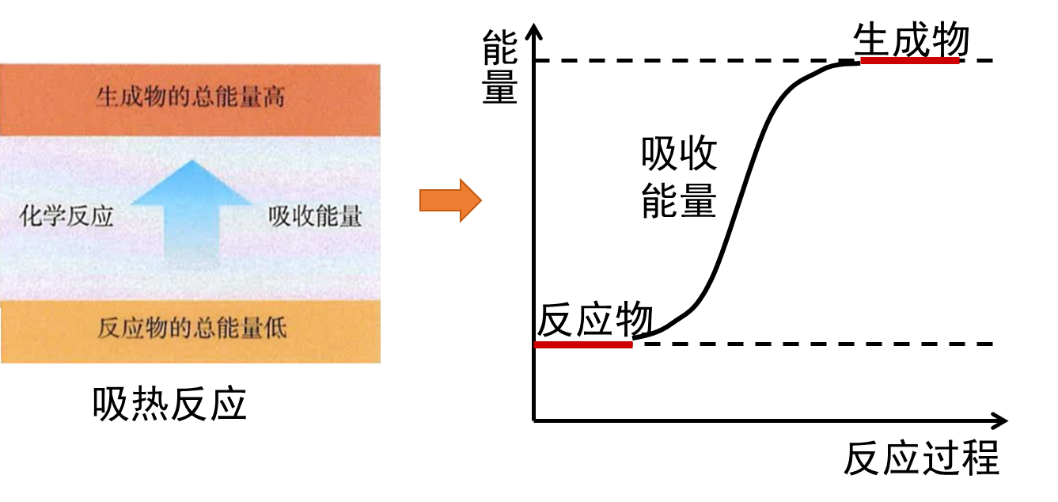 生成物的总能量高
化学反应
吸收能量
反应物的总能量低
吸热反应
能
量
生成物
吸收
能量
反应物
反应过程